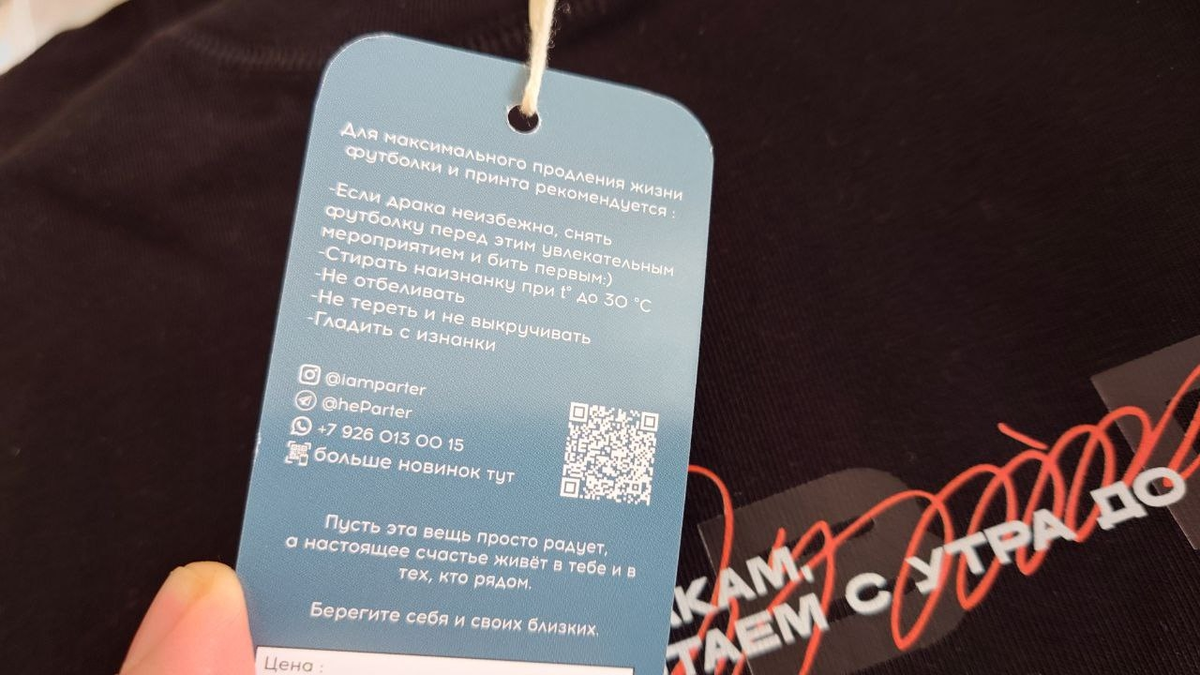 Для максимального продления жизни
футболки и принта рекомендуется :
-Если драка неизбежна, снять
футболку перед этим увлекательным
мероприятием и бить первым:)
-Стирать наизнанку при t° до 30 °C
-Не отбеливать
-Не тереть и не выкручивать
-Гладить с изнанки
@iamparter
@heParter
+7 926 013 00 15
больше новинок тут
Пусть эта вещь просто радует,
а настоящее счастье живёт в тебе и в
тех, кто рядом.
Берегите себя и своих близких.
Цена :
КАМ,
ТАЕМ С УТРА ДО